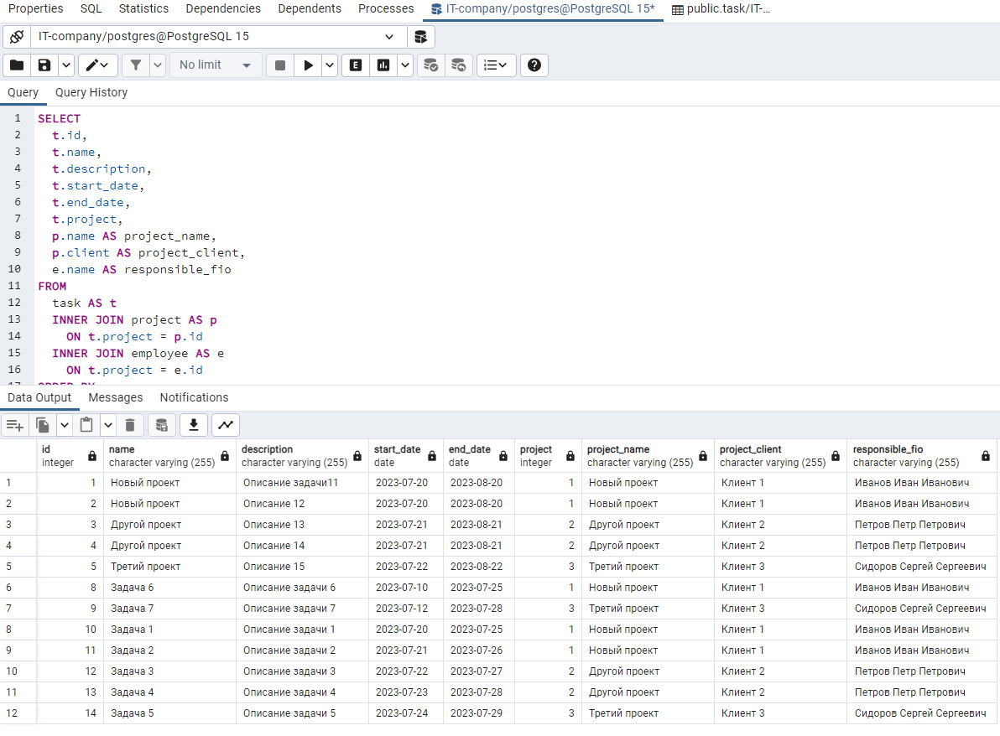 Properties SQL Statistics Dependencies Dependents Processes IT-company/postgres@PostgreSQL 15* public.task/IT-...
IT-company/postgres@PostgreSQL 15
No limit E
Query Query History
1 SELECT
2 t.id,
3 t.name,
4 t.description,
5 t.start_date,
6 t.end_date,
7 t.project,
8 p.name AS project_name,
9 p.client AS project_client,
10 e.name AS responsible_fio
11 FROM
12 task AS t
13 INNER JOIN project AS p
14 ON t.project = p.id
15 INNER JOIN employee AS e
16 ON t.project = e.id
17 ORDER BY
Data Output Messages Notifications
id name description start_date end_date project project_name project_client responsible_fio
integer character varying (255) character varying (255) date date integer character varying (255) character varying (255) character varying (255)
1 1 Новый проект Описание задачи11 2023-07-20 2023-08-20 1 Новый проект Клиент 1 Иванов Иван Иванович
2 2 Новый проект Описание 12 2023-07-20 2023-08-20 1 Новый проект Клиент 1 Иванов Иван Иванович
3 3 Другой проект Описание 13 2023-07-21 2023-08-21 2 Другой проект Клиент 2 Петров Петр Петрович
4 4 Другой проект Описание 14 2023-07-21 2023-08-21 2 Другой проект Клиент 2 Петров Петр Петрович
5 5 Третий проект Описание 15 2023-07-22 2023-08-22 3 Третий проект Клиент 3 Сидоров Сергей Сергеевич
6 8 Задача 6 Описание задачи 6 2023-07-10 2023-07-25 1 Новый проект Клиент 1 Иванов Иван Иванович
7 9 Задача 7 Описание задачи 7 2023-07-12 2023-07-28 3 Третий проект Клиент 3 Сидоров Сергей Сергеевич
8 10 Задача 1 Описание задачи 1 2023-07-20 2023-07-25 1 Новый проект Клиент 1 Иванов Иван Иванович
9 11 Задача 2 Описание задачи 2 2023-07-21 2023-07-26 1 Новый проект Клиент 1 Иванов Иван Иванович
10 12 Задача 3 Описание задачи 3 2023-07-22 2023-07-27 2 Другой проект Клиент 2 Петров Петр Петрович
11 13 Задача 4 Описание задачи 4 2023-07-23 2023-07-28 2 Другой проект Клиент 2 Петров Петр Петрович
12 14 Задача 5 Описание задачи 5 2023-07-24 2023-07-29 3 Третий проект Клиент 3 Сидоров Сергей Сергеевич